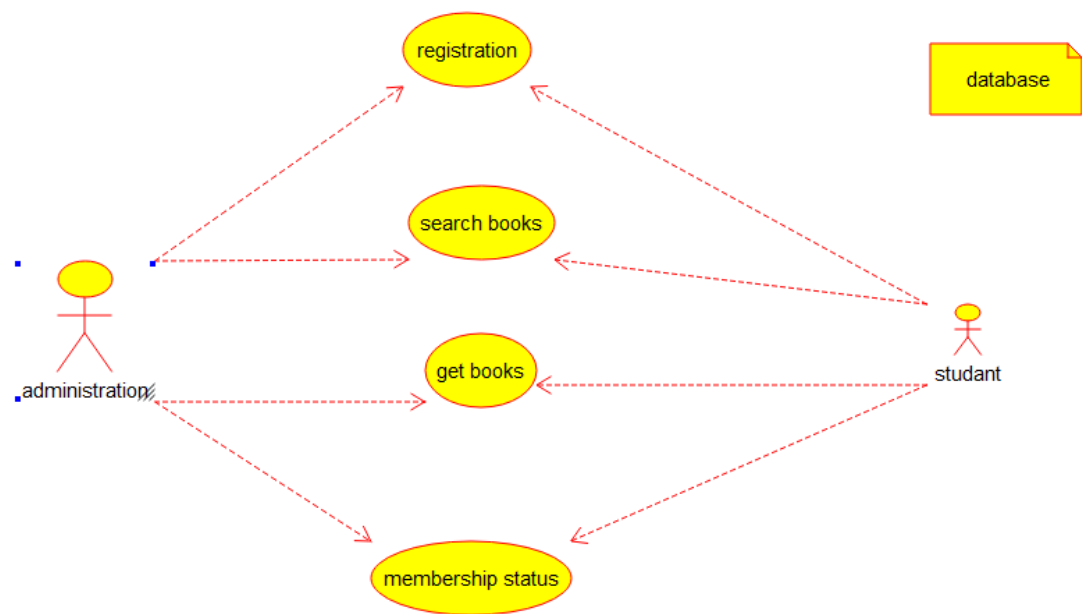 registration
database
search books
get books
studant
administration
membership status